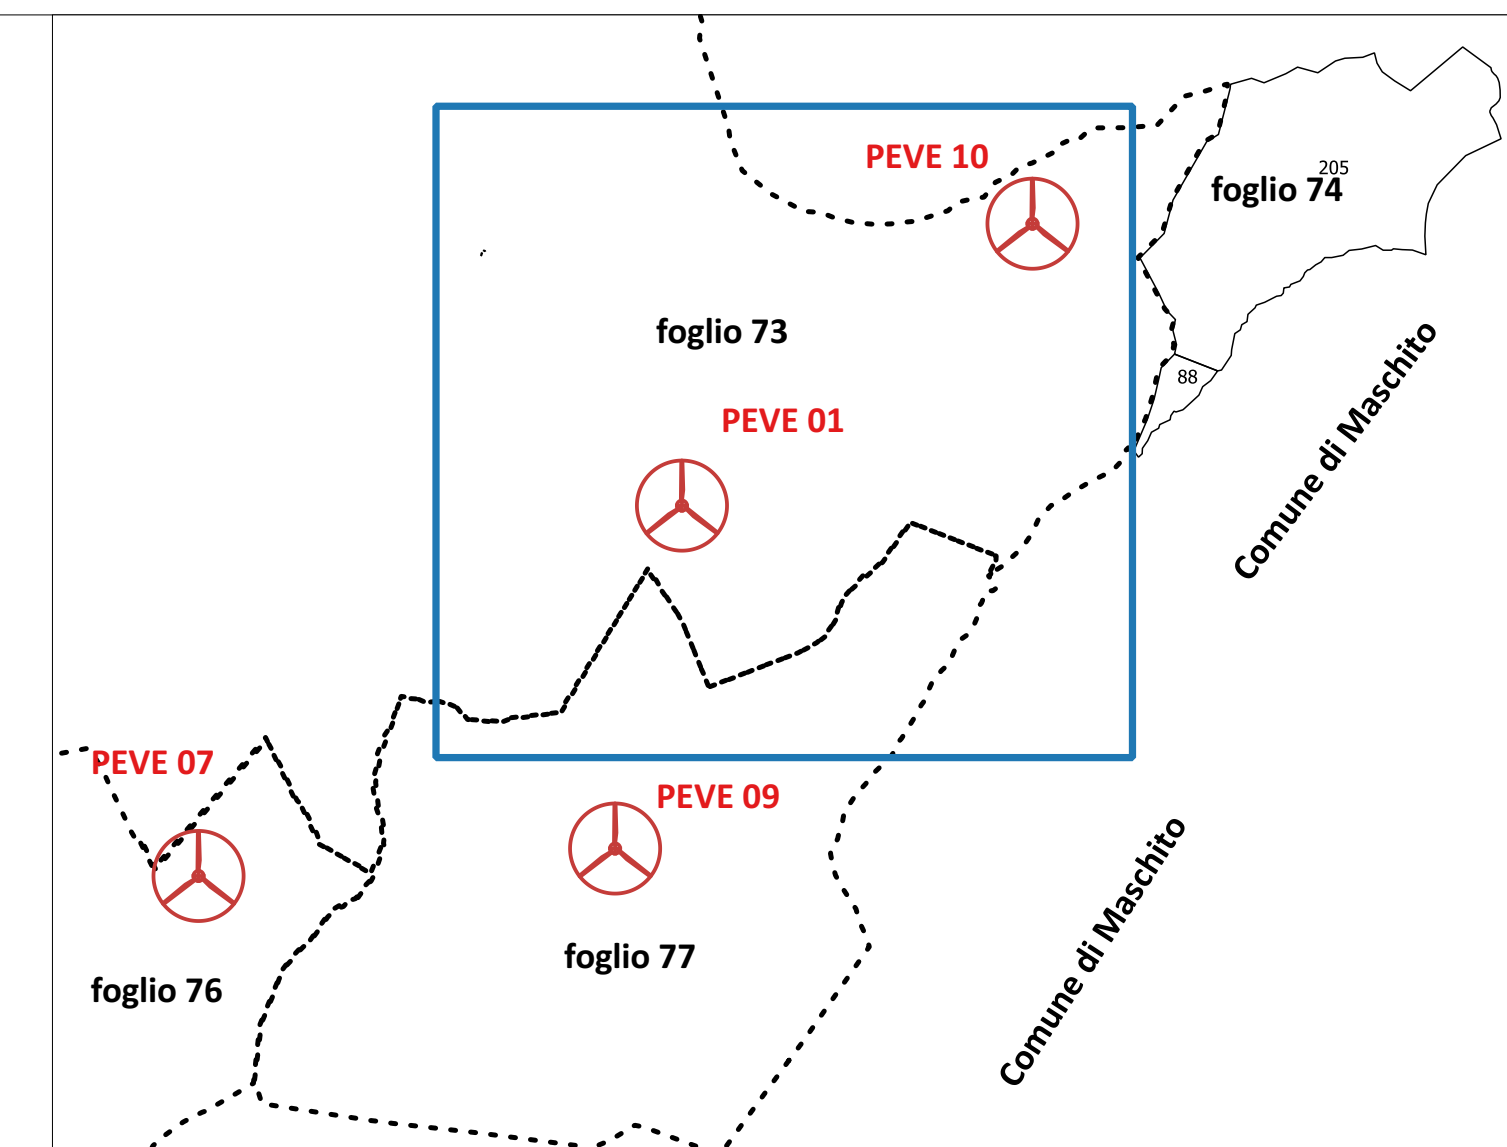 PEVE 10
205
foglio 74
foglio 73
88
PEVE 01
Comune di Maschito
PEVE 07
PEVE 09
foglio 77
foglio 76
Comune di Maschito